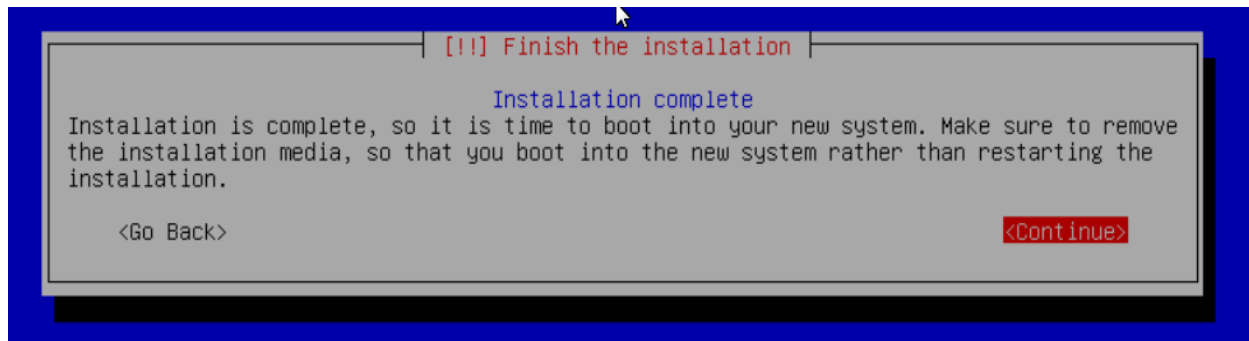 [!!] Finish the installation
Installation complete
Installation is complete, so it is time to boot into your new system. Make sure to remove
the installation media, so that you boot into the new system rather than restarting the
installation.
<Go Back> <Continue>